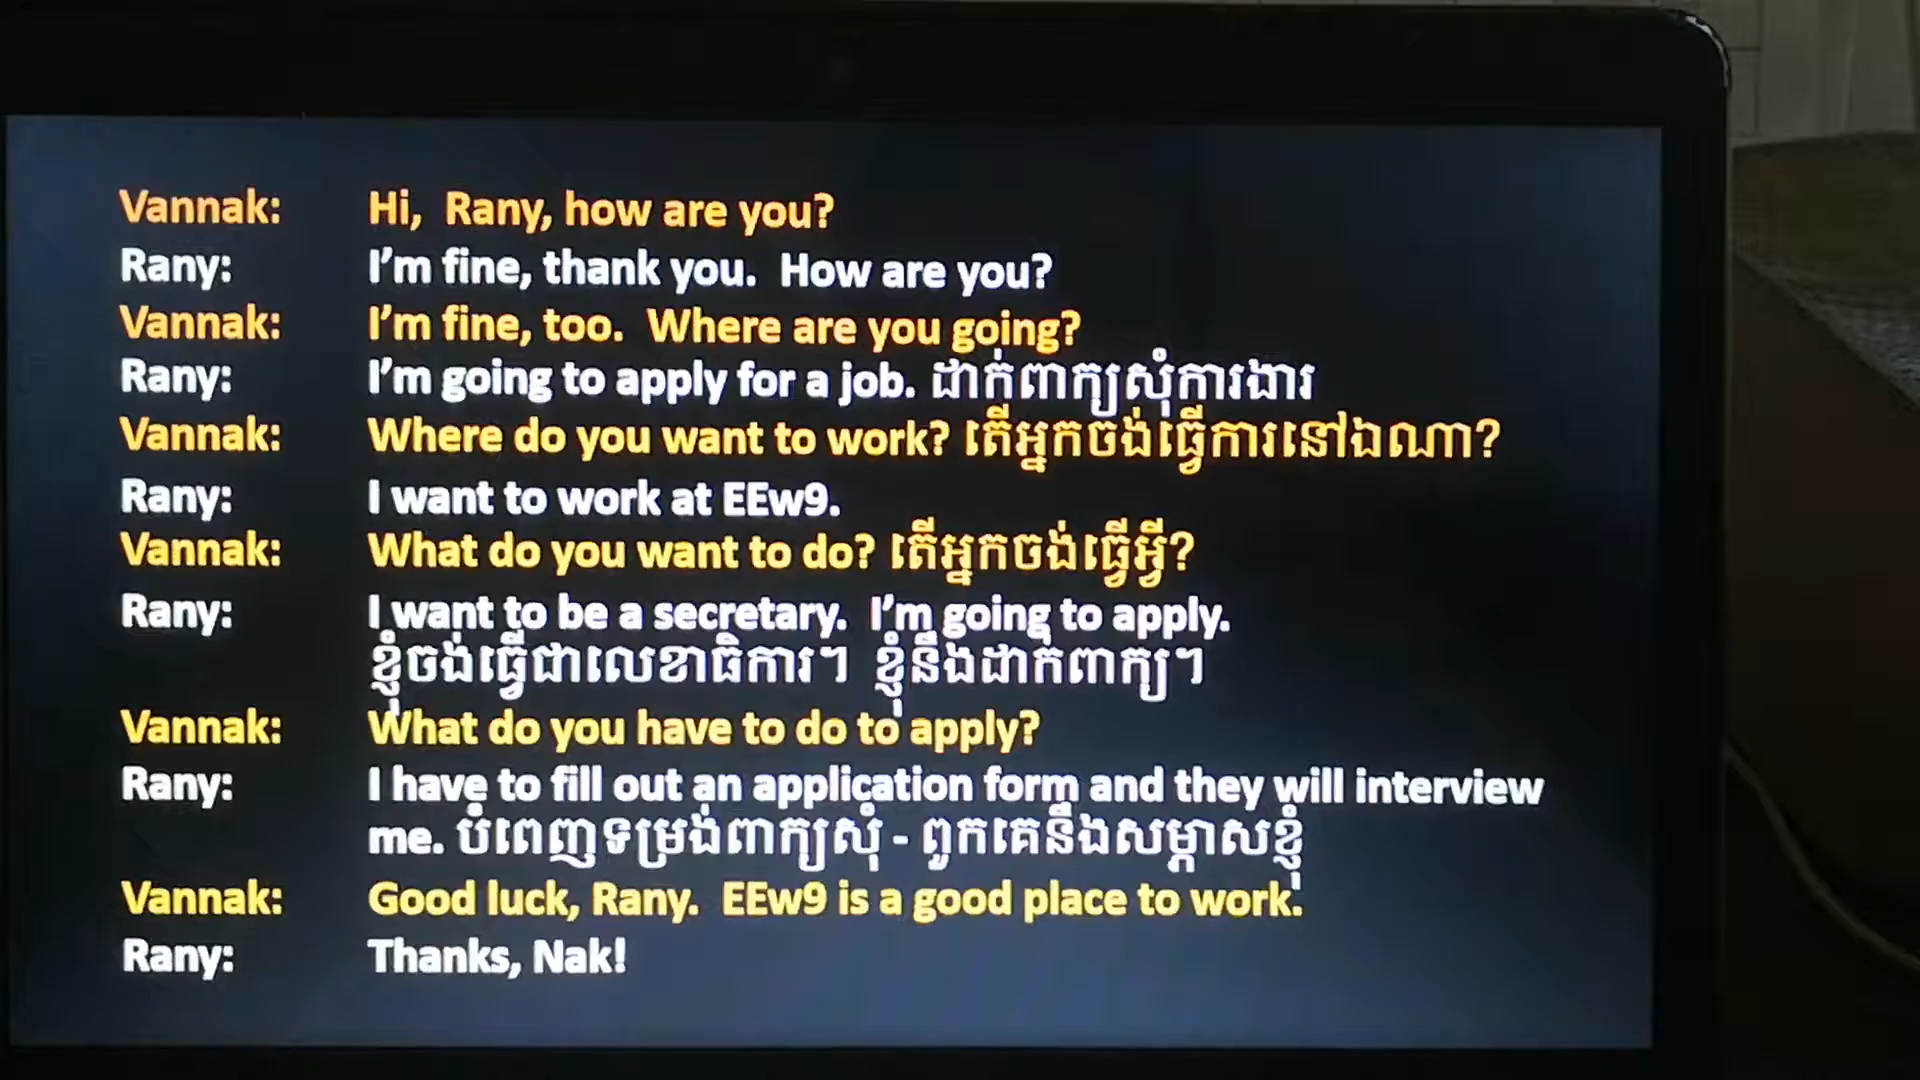 Vannak: Hi, Rany, how are you?
Rany: I'm fine, thank you. How are you?
Vannak: I'm fine, too. Where are you going?
Rany: I'm going to apply for a job. ដាក់ពាក្យសុំការងារ
Vannak: Where do you want to work? តើអ្នកចង់ធ្វើការនៅឯណា?
Rany: I want to work at EEw9.
Vannak: What do you want to do? តើអ្នកចង់ធ្វើអ្វី?
Rany: I want to be a secretary. I'm going to apply.
ខ្ញុំចង់ធ្វើជាលេខាធិការ។ ខ្ញុំនឹងដាក់ពាក្យ។
Vannak: What do you have to do to apply?
Rany: I have to fill out an application form and they will interview
me. បំពេញទម្រង់ពាក្យសុំ - ពួកគេនឹងសម្ភាសខ្ញុំ
Vannak: Good luck, Rany. EEw9 is a good place to work.
Rany: Thanks, Nak!